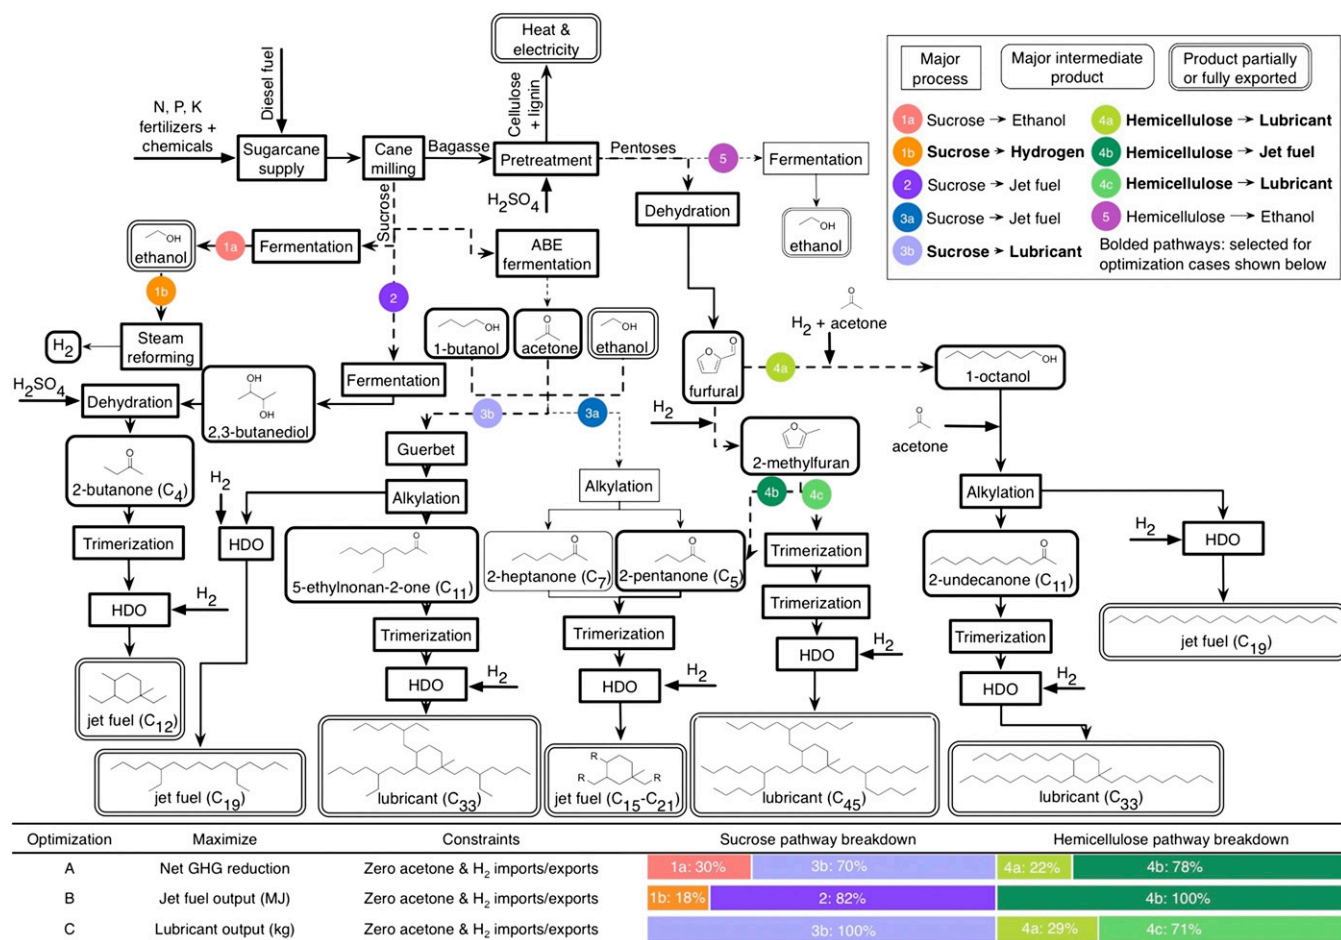 Heat &
electricity
Diesel fuel
N, P, K
fertilizers +
chemicals
Cellulose
+ lignin
Sugarcane
supply
Cane
milling
Bagasse
Pretreatment
Pentoses
5
Fermentation
H2SO4
Sucrose
Dehydration
OH
ethanol
OH
ethanol
1a
Fermentation
ABE
fermentation
1b
2
Steam
reforming
H2
OH
1-butanol
O
acetone
OH
ethanol
O
H2 + acetone
O
O
furfural
4a
OH
1-octanol
Fermentation
H2SO4
Dehydration
OH
OH
2,3-butanediol
3b
3a
H2
O
2-methylfuran
O
acetone
Guerbet
O
2-butanone (C4)
H2
Alkylation
Alkylation
4b
4c
Alkylation
Trimerization
HDO
O
5-ethylnonan-2-one (C11)
O
2-heptanone (C7)
O
2-pentanone (C5)
Trimerization
O
2-undecanone (C11)
H2
HDO
Trimerization
HDO
H2
Trimerization
Trimerization
HDO
H2
Trimerization
jet fuel (C19)
HDO
H2
HDO
H2
HDO
H2
jet fuel (C12)
jet fuel (C19)
lubricant (C33)
R
R
R
jet fuel (C15-C21)
lubricant (C45)
lubricant (C33)
Major
process
Major intermediate
product
Product partially
or fully exported
1a Sucrose → Ethanol
1b Sucrose → Hydrogen
2 Sucrose → Jet fuel
3a Sucrose → Jet fuel
3b Sucrose → Lubricant
4a Hemicellulose → Lubricant
4b Hemicellulose → Jet fuel
4c Hemicellulose → Lubricant
5 Hemicellulose → Ethanol
Bolded pathways: selected for
optimization cases shown below
Optimization Maximize Constraints Sucrose pathway breakdown Hemicellulose pathway breakdown
A Net GHG reduction Zero acetone & H2 imports/exports 1a: 30% 3b: 70% 4a: 22% 4b: 78%
B Jet fuel output (MJ) Zero acetone & H2 imports/exports 1b: 18% 2: 82% 4b: 100%
C Lubricant output (kg) Zero acetone & H2 imports/exports 3b: 100% 4a: 29% 4c: 71%